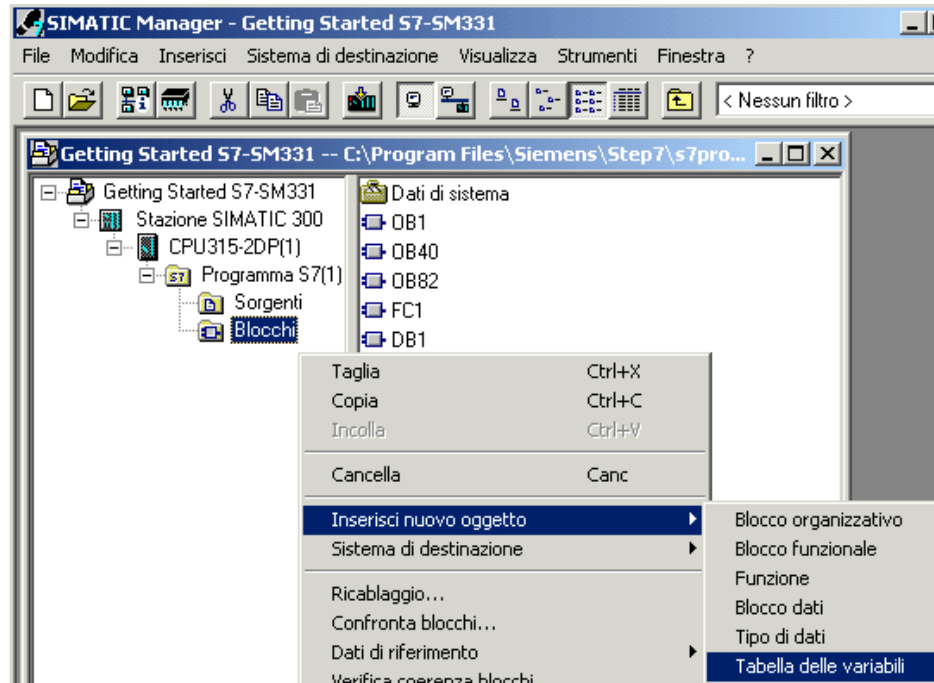 SIMATIC Manager - Getting Started S7-SM331
File Modifica Inserisci Sistema di destinazione Visualizza Strumenti Finestra ?
< Nessun filtro >
Getting Started S7-SM331 -- C:\Program Files\Siemens\Step7\s7pro...
Getting Started S7-SM331
Stazione SIMATIC 300
CPU315-2DP(1)
S7 Programma S7(1)
Sorgenti
Blocchi
Dati di sistema
OB1
OB40
OB82
FC1
DB1
Taglia Ctrl+X
Copia Ctrl+C
Incolla Ctrl+V
Cancella Canc
Inserisci nuovo oggetto
Sistema di destinazione
Ricablaggio...
Confronta blocchi...
Dati di riferimento
Verifica coerenza blocchi
Blocco organizzativo
Blocco funzionale
Funzione
Blocco dati
Tipo di dati
Tabella delle variabili